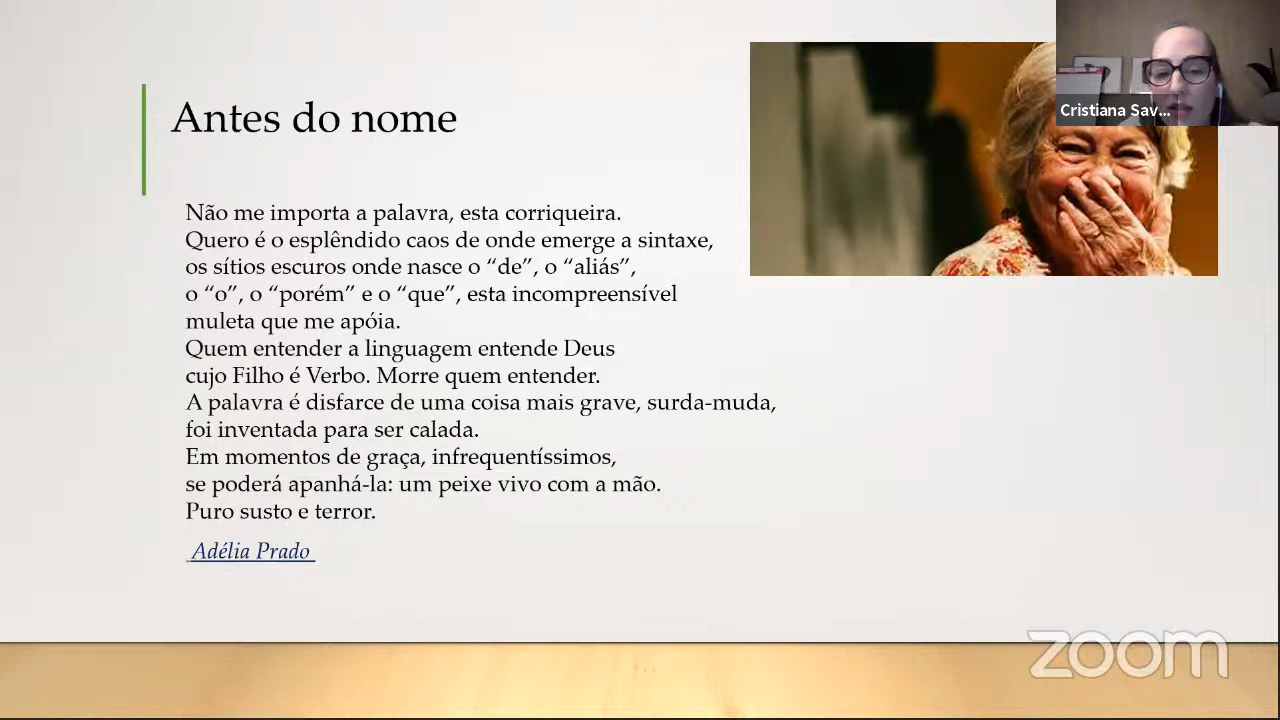 Antes do nome
Cristiana Sav...
Não me importa a palavra, esta corriqueira.
Quero é o esplêndido caos de onde emerge a sintaxe,
os sítios escuros onde nasce o “de”, o “aliás”,
o “o”, o “porém” e o “que”, esta incompreensível
muleta que me apóia.
Quem entender a linguagem entende Deus
cujo Filho é Verbo. Morre quem entender.
A palavra é disfarce de uma coisa mais grave, surda-muda,
foi inventada para ser calada.
Em momentos de graça, infrequentíssimos,
se poderá apanhá-la: um peixe vivo com a mão.
Puro susto e terror.
Adélia Prado
zoom